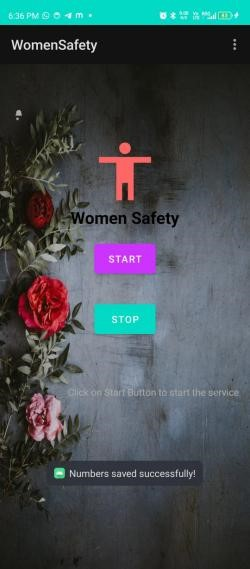 6:36 PM
WomenSafety
Women Safety
START
STOP
Click on Start Button to start the service
Numbers saved successfully!